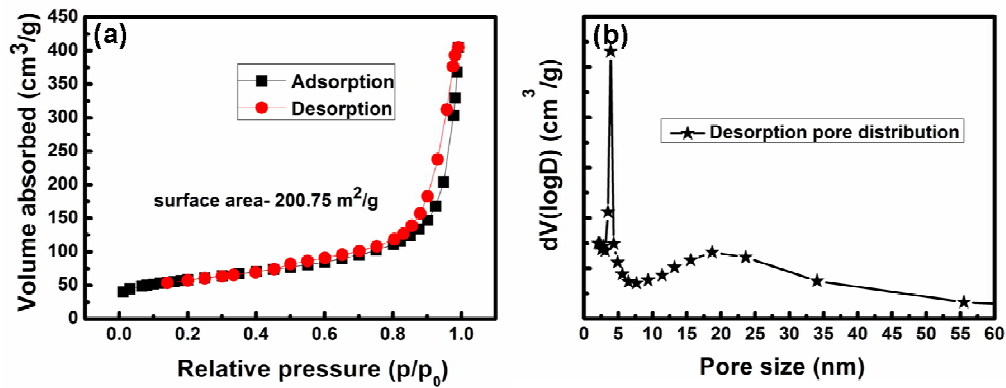 (a)
Volume absorbed (cm³/g)
450
400
350
300
250
200
150
100
50
0
Adsorption
Desorption
surface area- 200.75 m²/g
0.0 0.2 0.4 0.6 0.8 1.0
Relative pressure (p/p₀)
(b)
dV(logD) (cm³/g)
Desorption pore distribution
0 5 10 15 20 25 30 35 40 45 50 55 60
Pore size (nm)